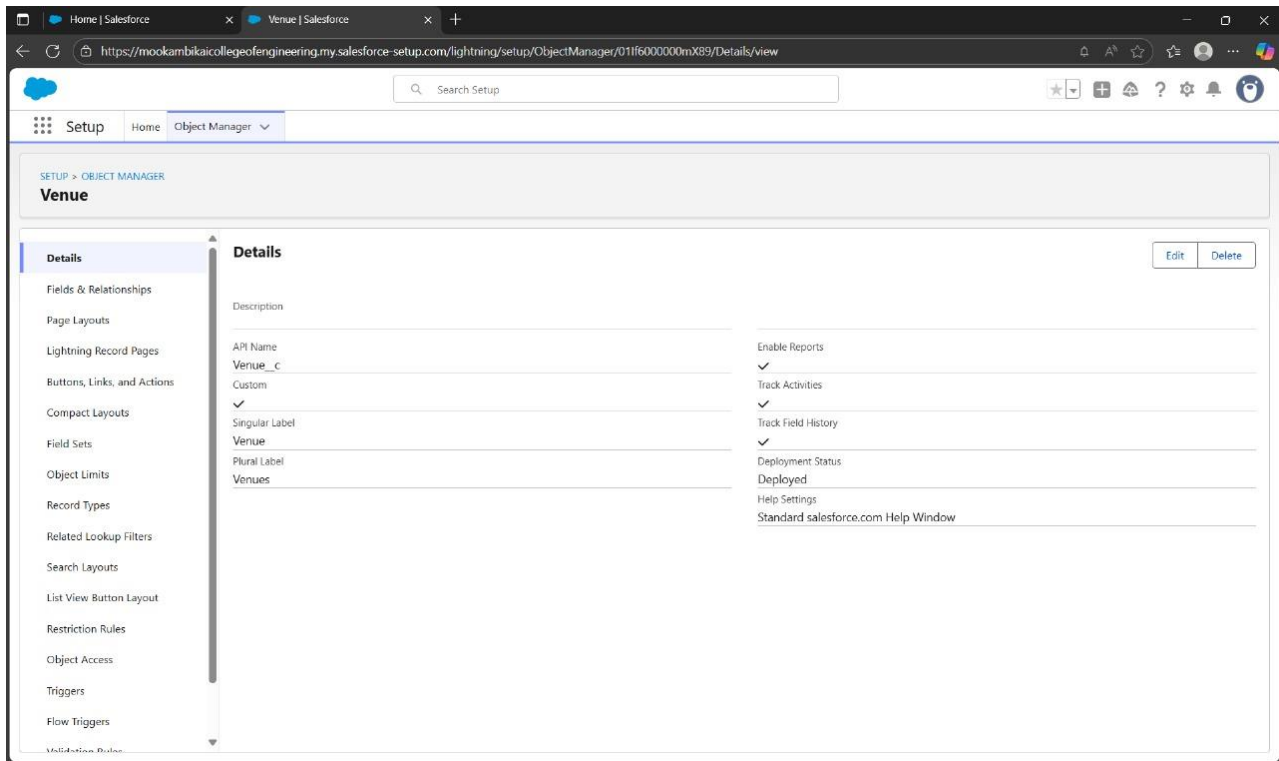 Home | Salesforce
Venue | Salesforce
https://mookambikaicollegeofengineering.my.salesforce-setup.com/lightning/setup/ObjectManager/01If6000000mX89/Details/view
Search Setup
Setup
Home
Object Manager
SETUP > OBJECT MANAGER
Venue
Details
Fields & Relationships
Page Layouts
Lightning Record Pages
Buttons, Links, and Actions
Compact Layouts
Field Sets
Object Limits
Record Types
Related Lookup Filters
Search Layouts
List View Button Layout
Restriction Rules
Object Access
Triggers
Flow Triggers
Validation Rules
Details
Edit
Delete
Description
API Name
Venue__c
Custom
Singular Label
Venue
Plural Label
Venues
Enable Reports
Track Activities
Track Field History
Deployment Status
Deployed
Help Settings
Standard salesforce.com Help Window